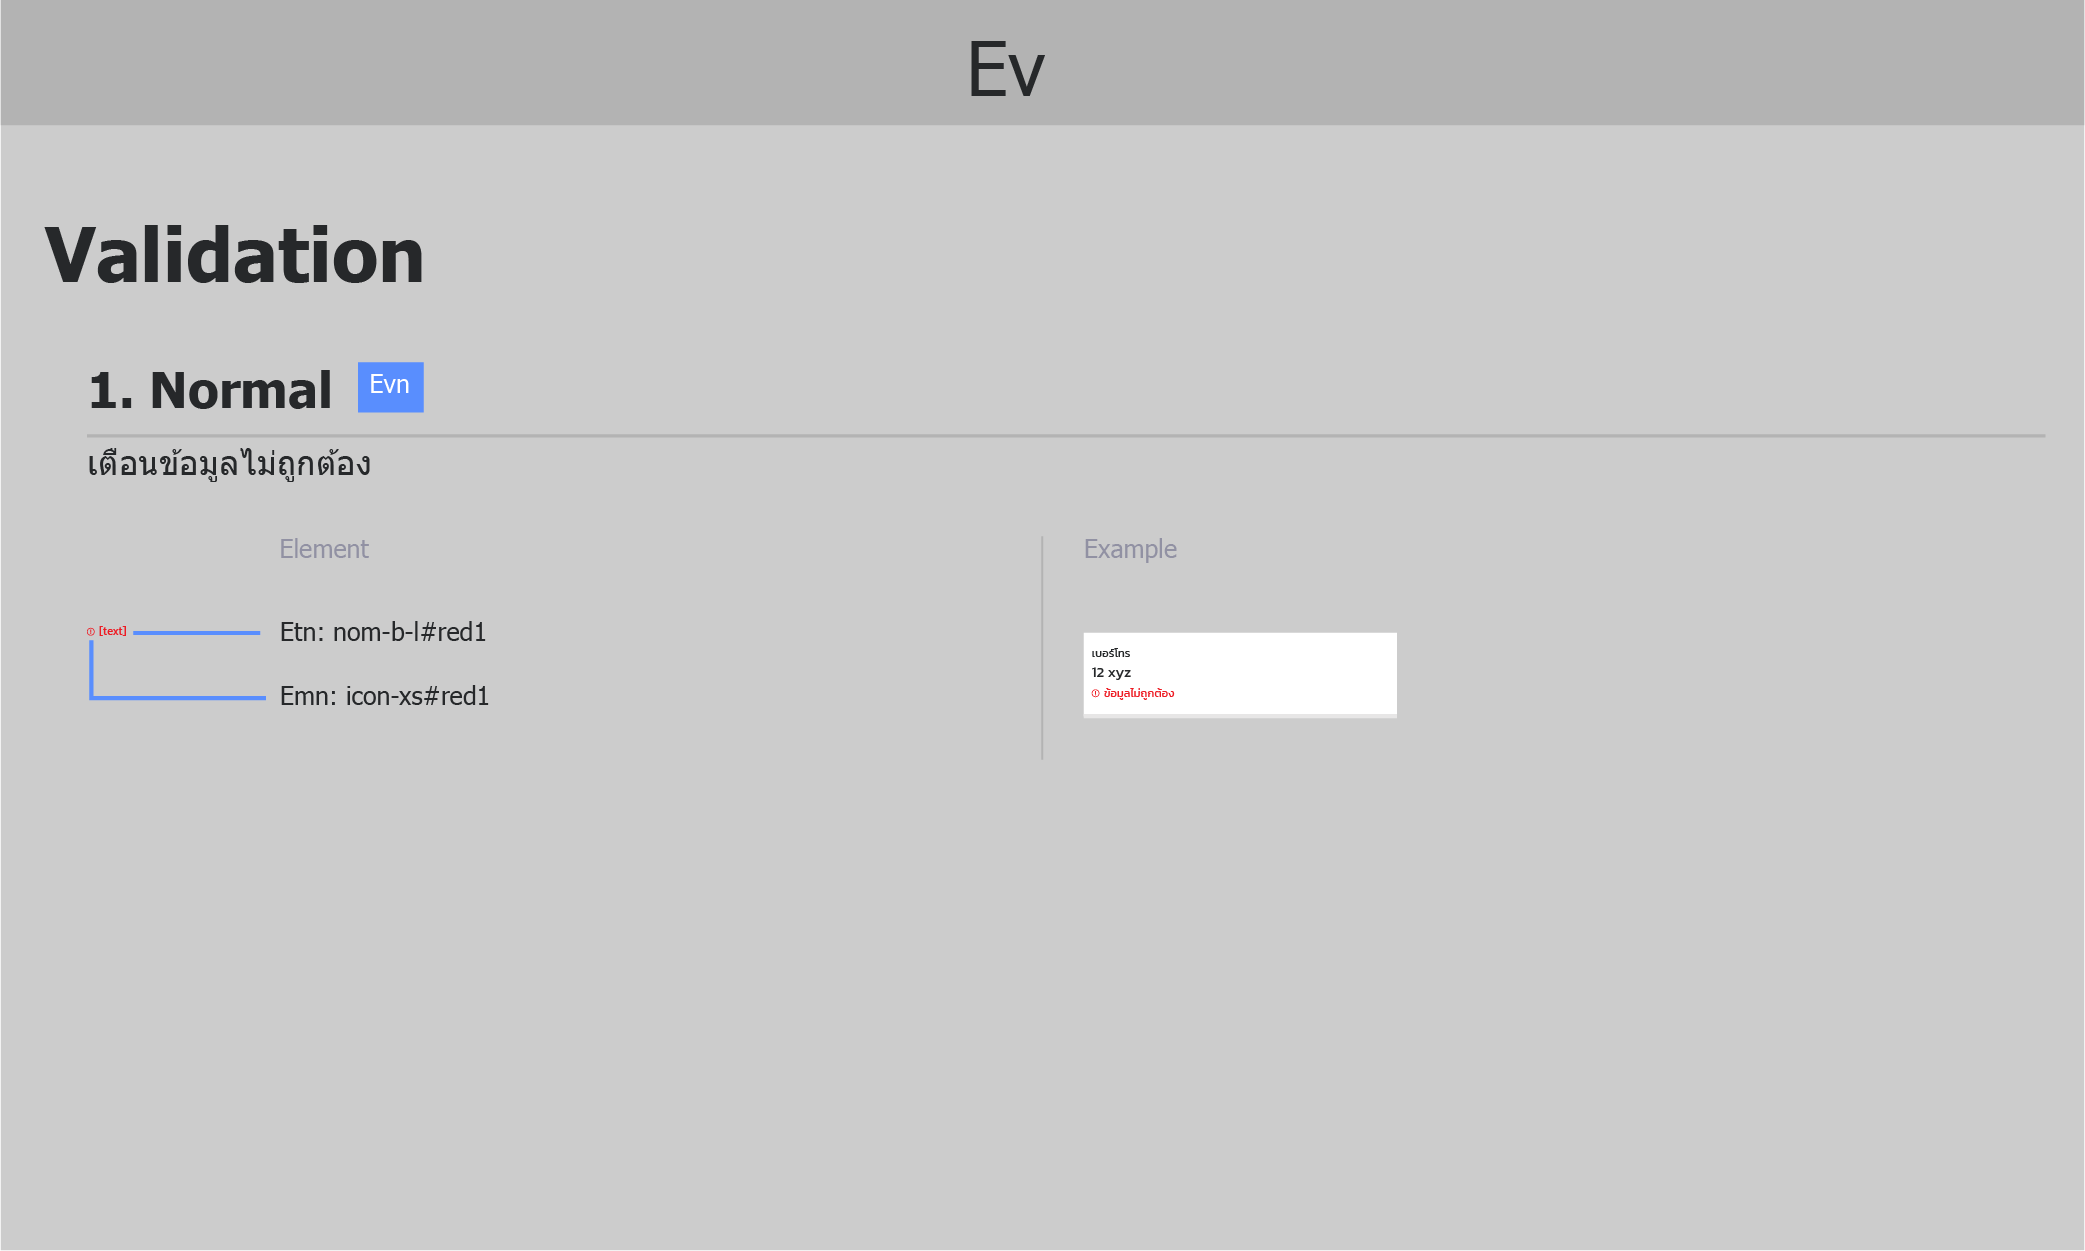 Ev
Validation
1. Normal Evn
เตือนข้อมูลไม่ถูกต้อง
Element
[text]
Etn: nom-b-l#red1
Emn: icon-xs#red1
Example
เบอร์โทร
12 xyz
ข้อมูลไม่ถูกต้อง